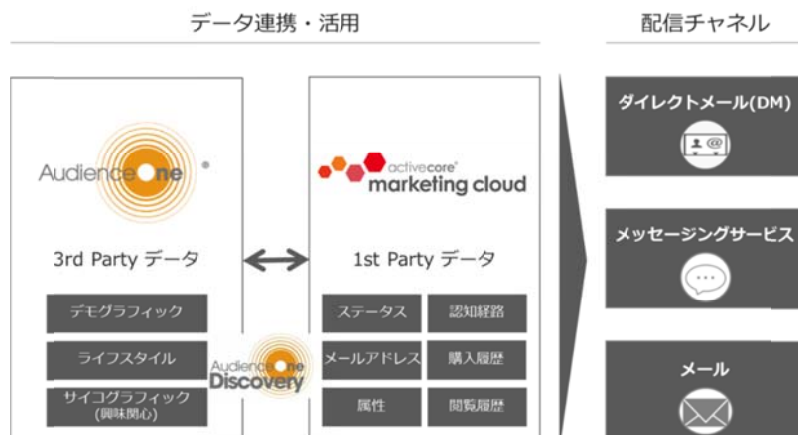 データ連携・活用
配信チャネル
AudienceOne®
3rd Party データ
デモグラフィック
ライフスタイル
サイコグラフィック
(興味関心)
AudienceOne
Discovery
activecore®
marketing cloud
1st Party データ
ステータス
認知経路
メールアドレス
購入履歴
属性
閲覧履歴
ダイレクトメール(DM)
メッセージングサービス
メール